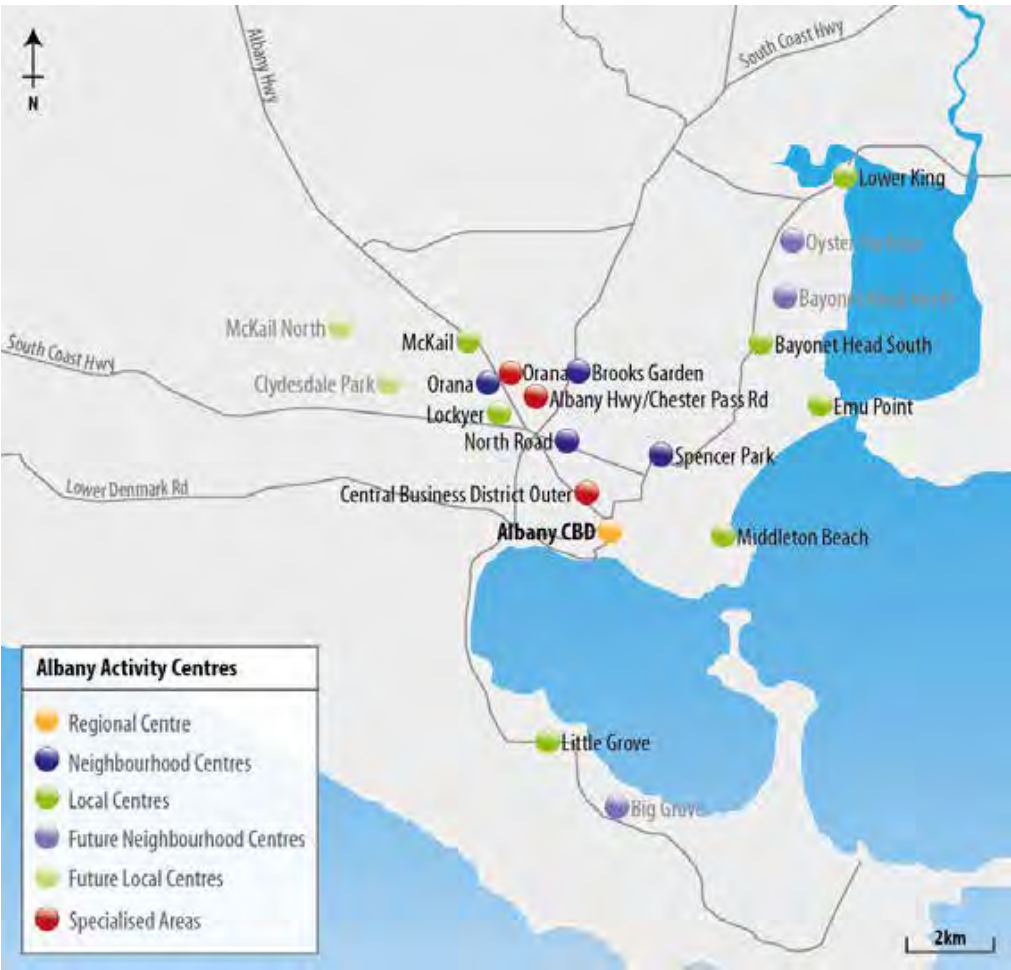 Albany Hwy
South Coast Hwy
N
Lower King
Oyster
Bayonet Head
McKail North
McKail
Bayonet Head South
South Coast Hwy
Clydesdale Park
Orana
Orana
Brooks Garden
Albany Hwy/Chester Pass Rd
Emu Point
Lockyer
North Road
Spencer Park
Lower Denmark Rd
Central Business District Outer
Albany CBD
Middleton Beach
Albany Activity Centres
Regional Centre
Neighbourhood Centres
Local Centres
Future Neighbourhood Centres
Future Local Centres
Specialised Areas
Little Grove
Big Grove
2km